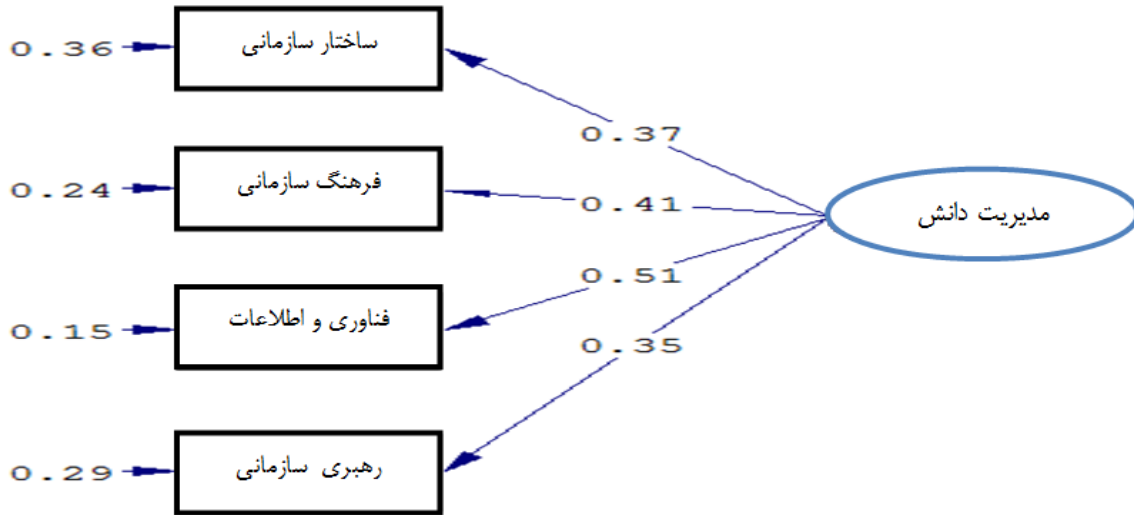 0.36
ساختار سازمانی
0.37
0.24
فرهنگ سازمانی
0.41
مدیریت دانش
0.51
0.15
فناوری و اطلاعات
0.35
0.29
رهبری سازمانی